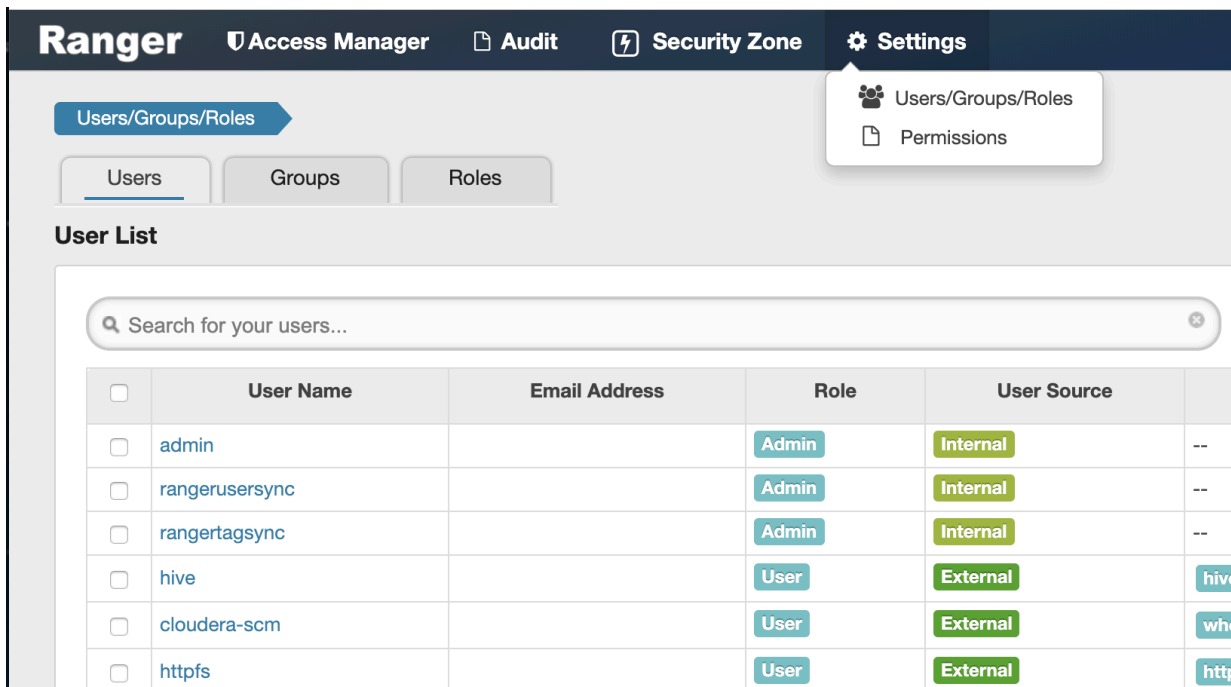 Ranger Access Manager Audit Security Zone Settings
Users/Groups/Roles
Permissions
Users/Groups/Roles
Users Groups Roles
User List
Search for your users...
User Name Email Address Role User Source
admin Admin Internal --
rangerusersync Admin Internal --
rangertagsync Admin Internal --
hive User External
cloudera-scm User External
httpfs User External